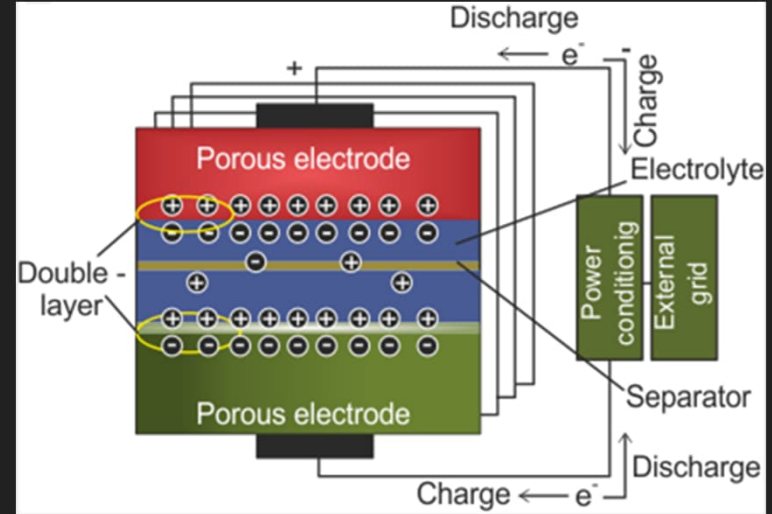 Discharge
e⁻
-
+
Charge
Porous electrode
Electrolyte
+ + + + + + + +
- - - - - - - - -
- +
Double -
layer
+ +
Power
conditionig
External
grid
+ + + + + + + + +
- - - - - - - - -
Separator
Porous electrode
Discharge
Charge
e⁻